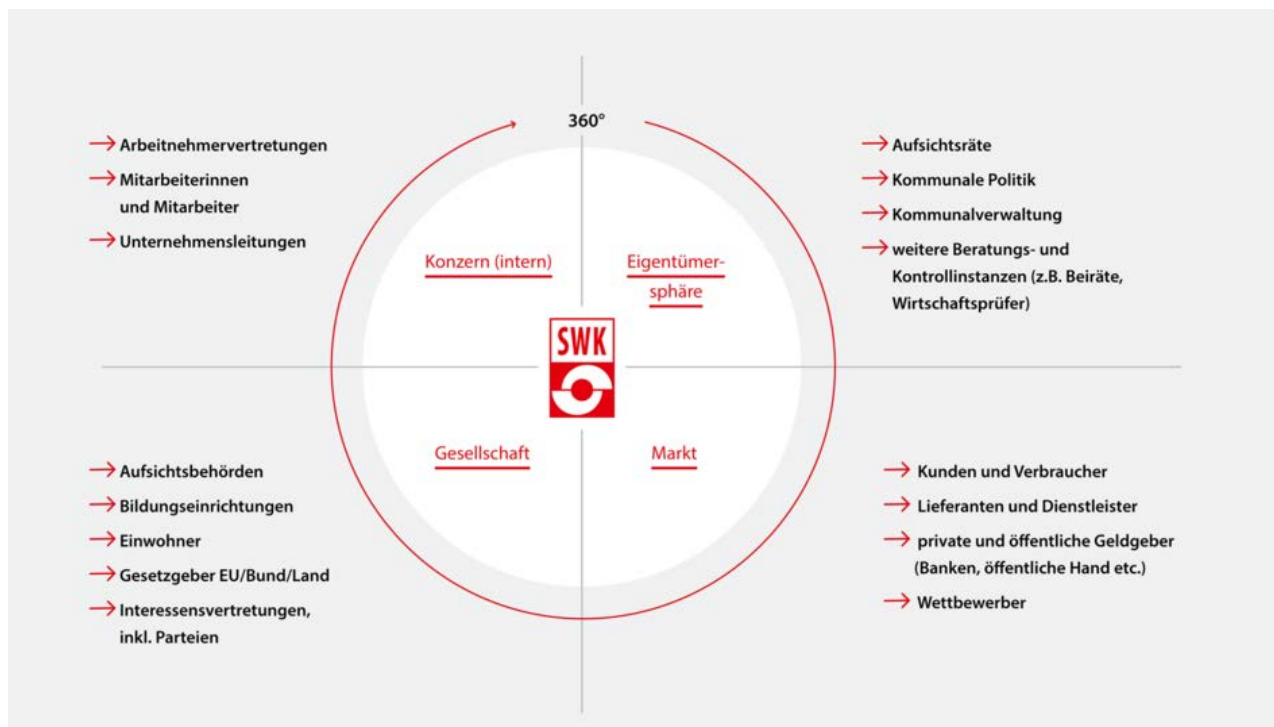 360°
→ Arbeitnehmervertretungen
→ Mitarbeiterinnen
und Mitarbeiter
→ Unternehmensleitungen
→ Aufsichtsräte
→ Kommunale Politik
→ Kommunalverwaltung
→ weitere Beratungs- und
Kontrollinstanzen (z.B. Beiräte,
Wirtschaftsprüfer)
Konzern (intern)
Eigentümer-
sphäre
SWK
Gesellschaft
Markt
→ Aufsichtsbehörden
→ Bildungseinrichtungen
→ Einwohner
→ Gesetzgeber EU/Bund/Land
→ Interessensvertretungen,
inkl. Parteien
→ Kunden und Verbraucher
→ Lieferanten und Dienstleister
→ private und öffentliche Geldgeber
(Banken, öffentliche Hand etc.)
→ Wettbewerber